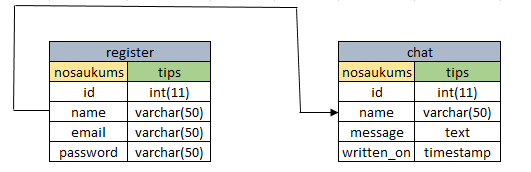 register
nosaukums tips
id int(11)
name varchar(50)
email varchar(50)
password varchar(50)
chat
nosaukums tips
id int(11)
name varchar(50)
message text
written_on timestamp